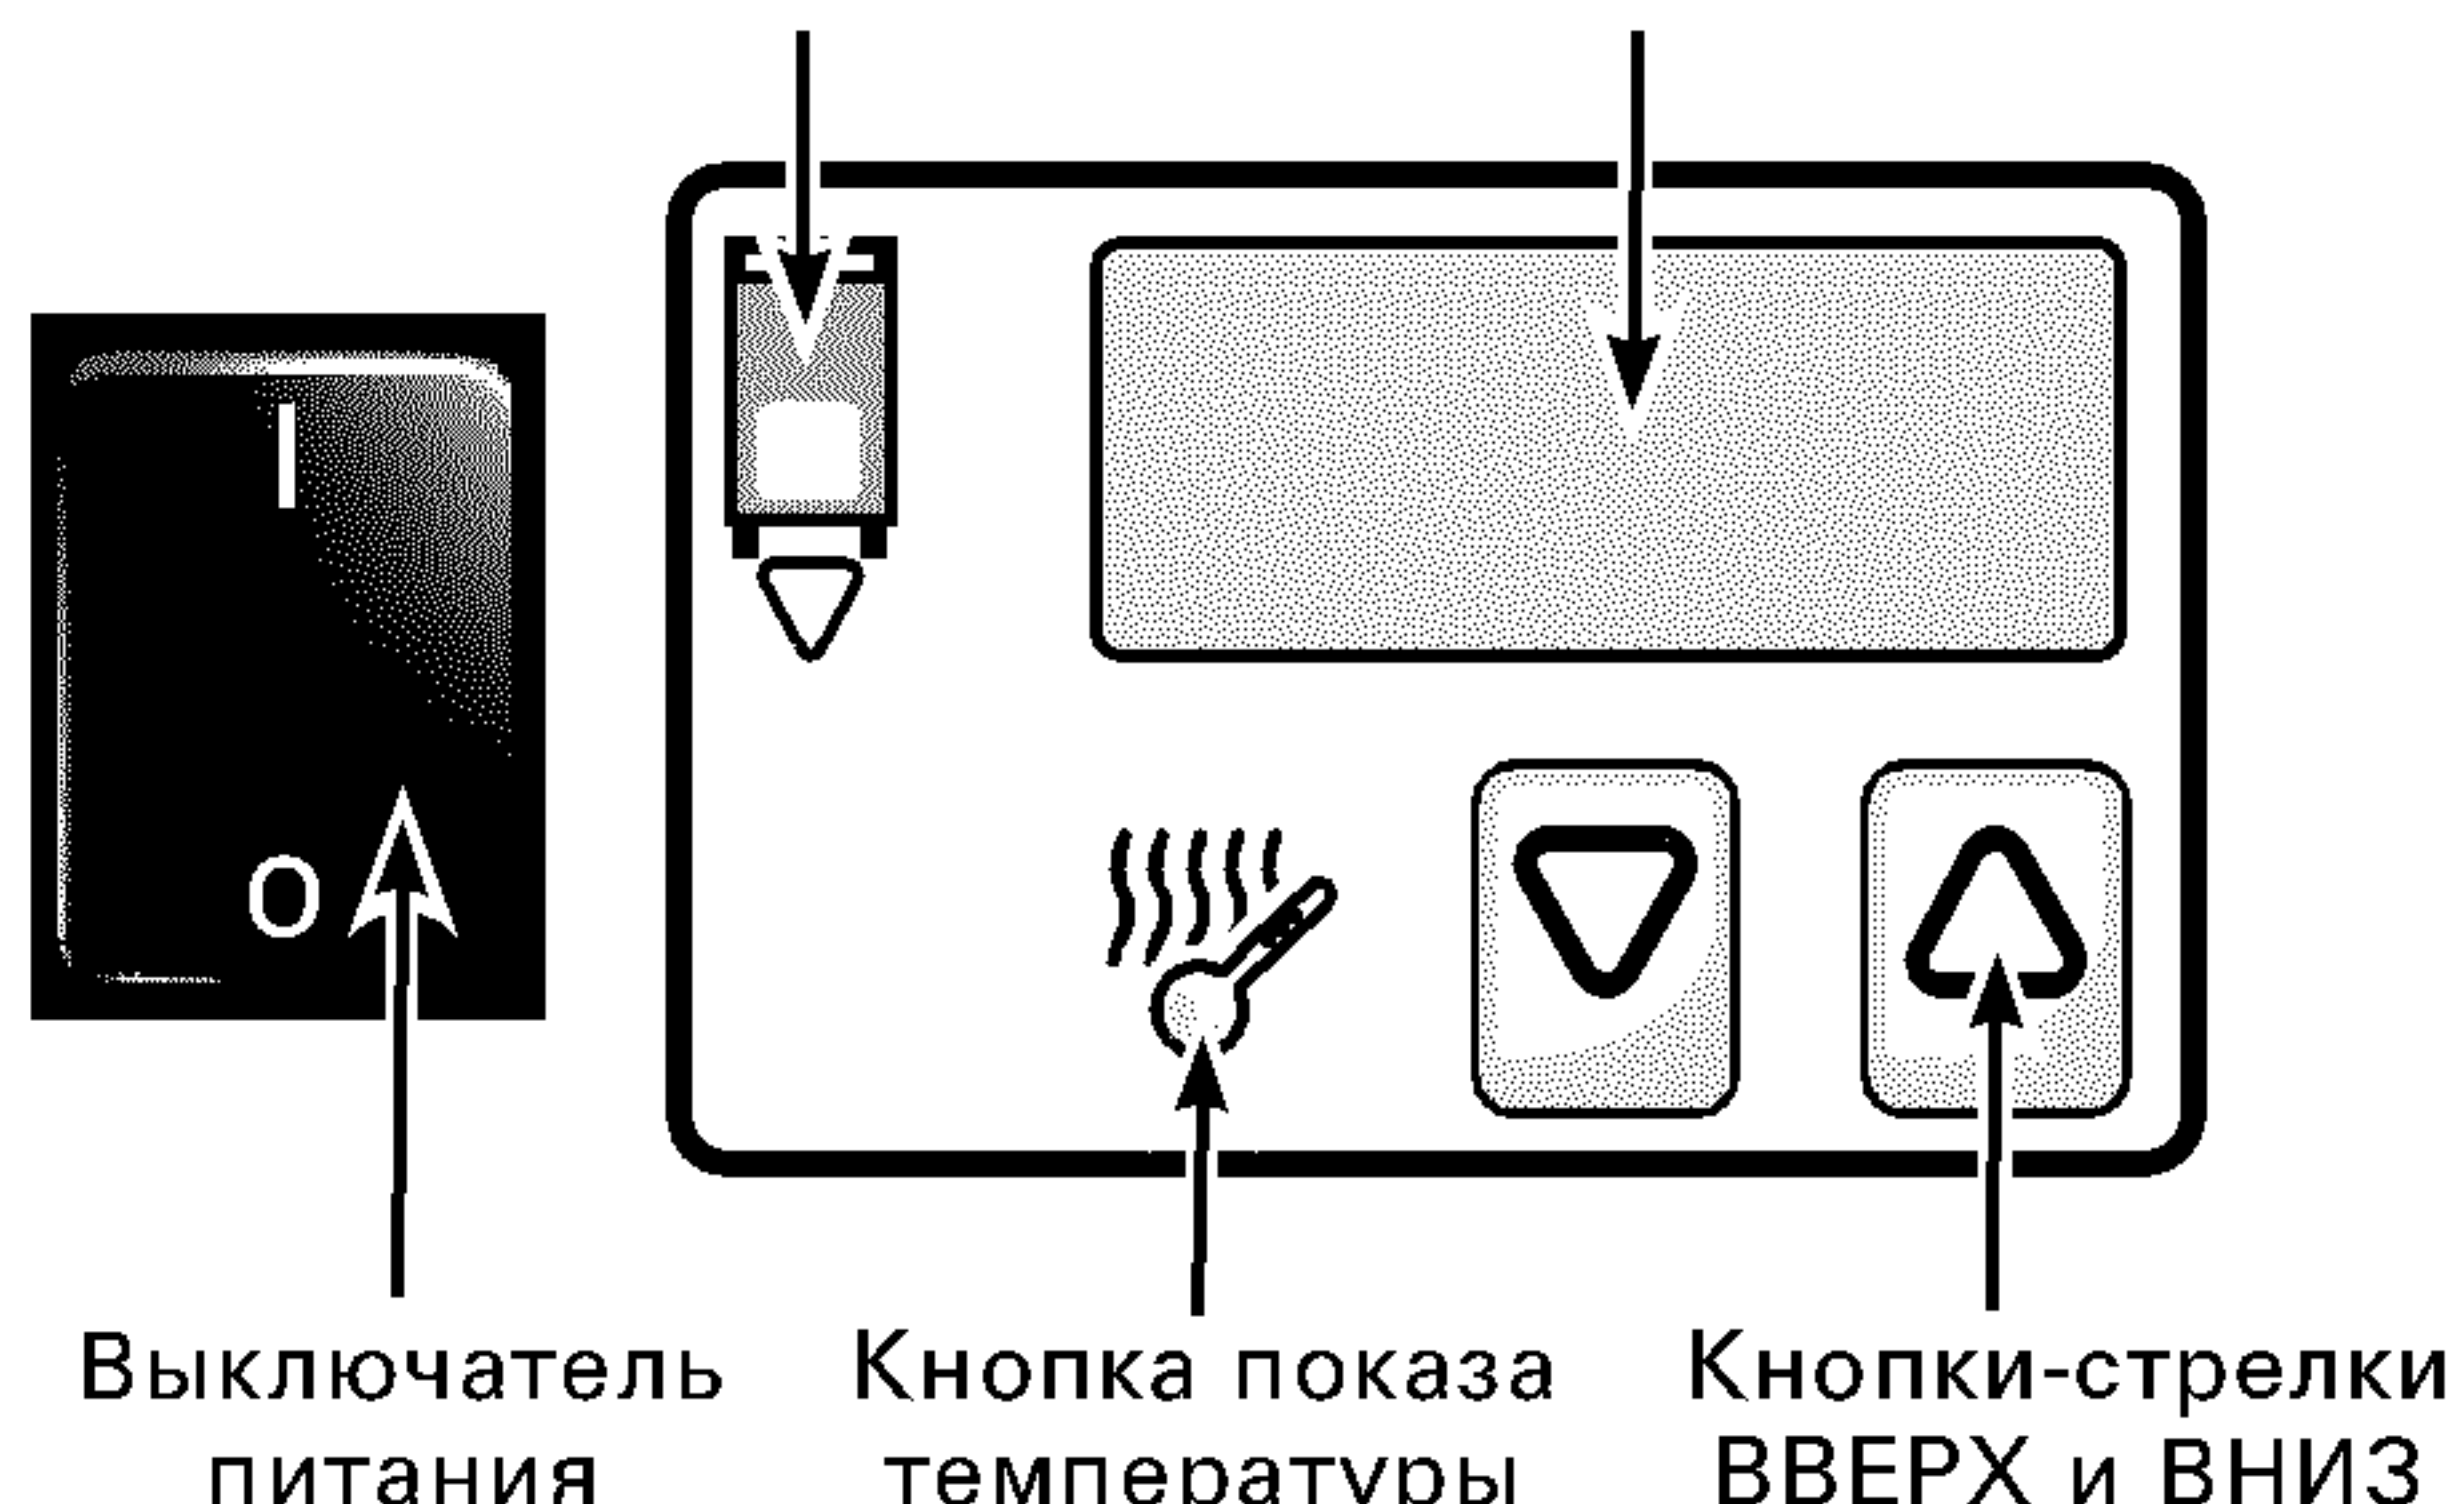 I
O
Выключатель
питания
Кнопка показа
температуры
Кнопки-стрелки
ВВЕРХ и ВНИЗ